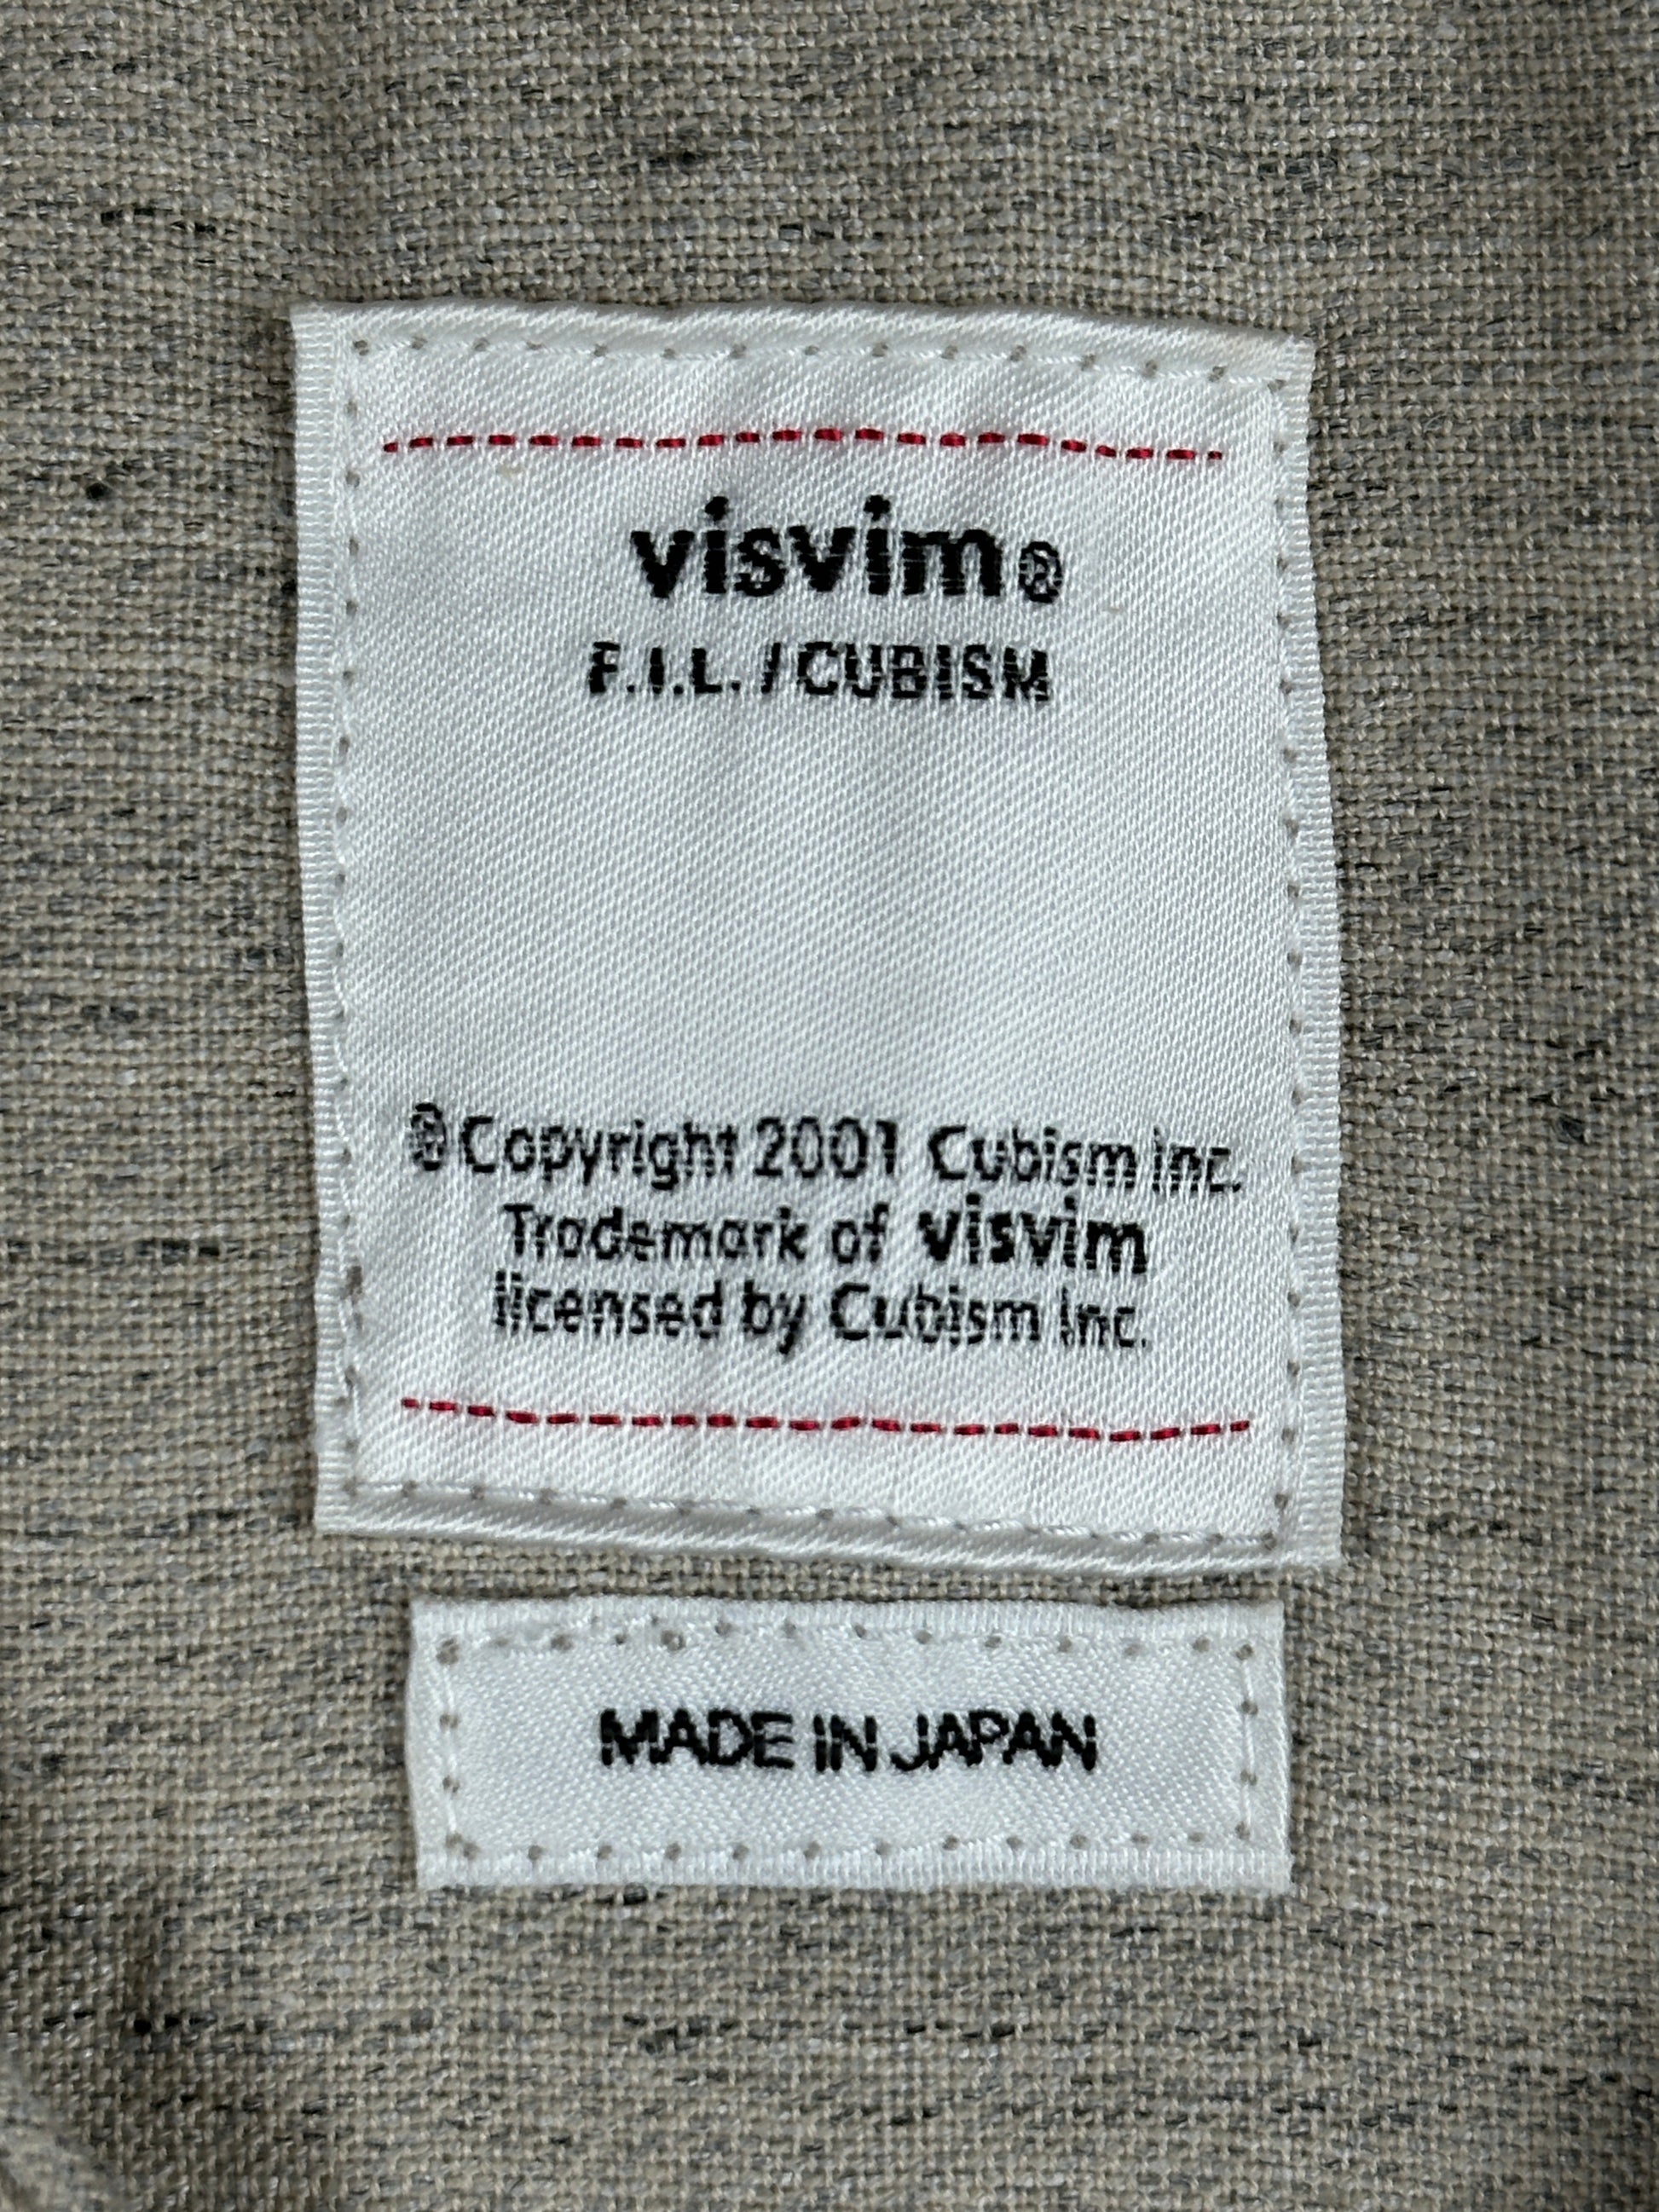 visvim®
F.I.L. / CUBISM
®Copyright 2001 Cubism Inc.
Trademark of visvim
licensed by Cubism Inc.
MADE IN JAPAN